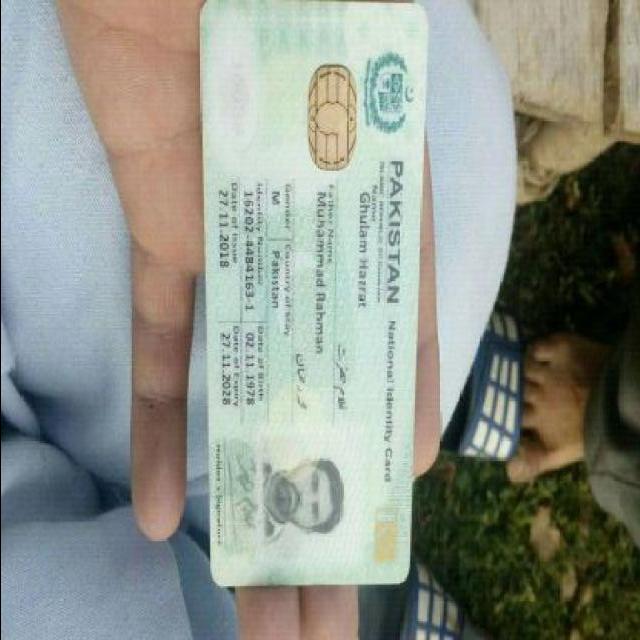 PAKISTAN National Identity Card
Name
Ghulam Hazrat
غلام حضرت
Father Name
Muhammad Rahman
Gender Country of Stay
M Pakistan
Identity Number Date of Birth
16202-4484163-1 02.11.1978
Date of Issue Date of Expiry
27.11.2018 27.11.2028
Holder's Signature